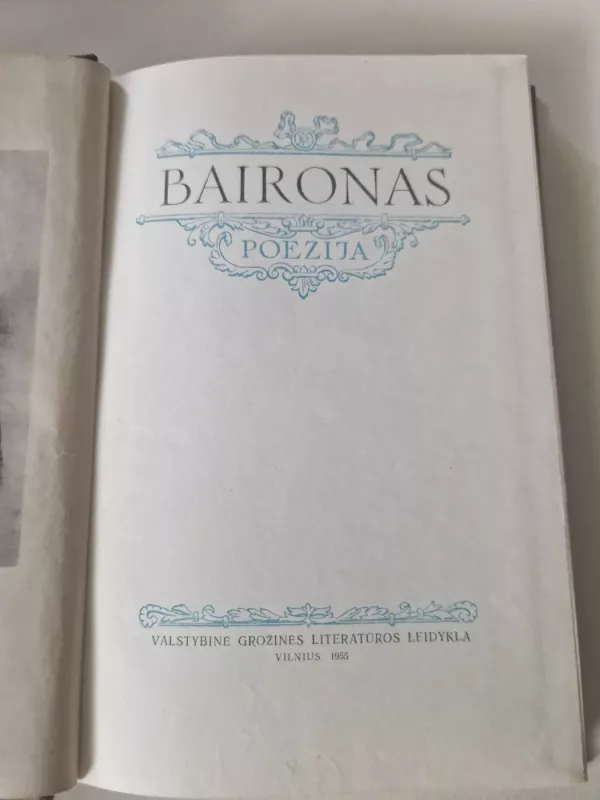 BAIRONAS
POEZIJA
VALSTYBINĖ GROŽINĖS LITERATŪROS LEIDYKLA
VILNIUS 1955